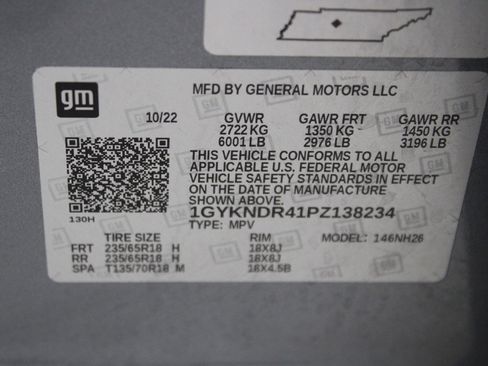 gm
MFD BY GENERAL MOTORS LLC
10/22 GVWR GAWR FRT GAWR RR
2722 KG 1350 KG 1450 KG
6001 LB 2976 LB 3196 LB
THIS VEHICLE CONFORMS TO ALL
APPLICABLE U.S. FEDERAL MOTOR
VEHICLE SAFETY STANDARDS IN EFFECT
ON THE DATE OF MANUFACTURE
SHOWN ABOVE.
1GYKNDR41PZ138234
130H TYPE: MPV
TIRE SIZE RIM MODEL: 146NH26
FRT 235/65R18 H 18X8J
RR 235/65R18 H 18X8J
SPA T135/70R18 M 18X4.5B